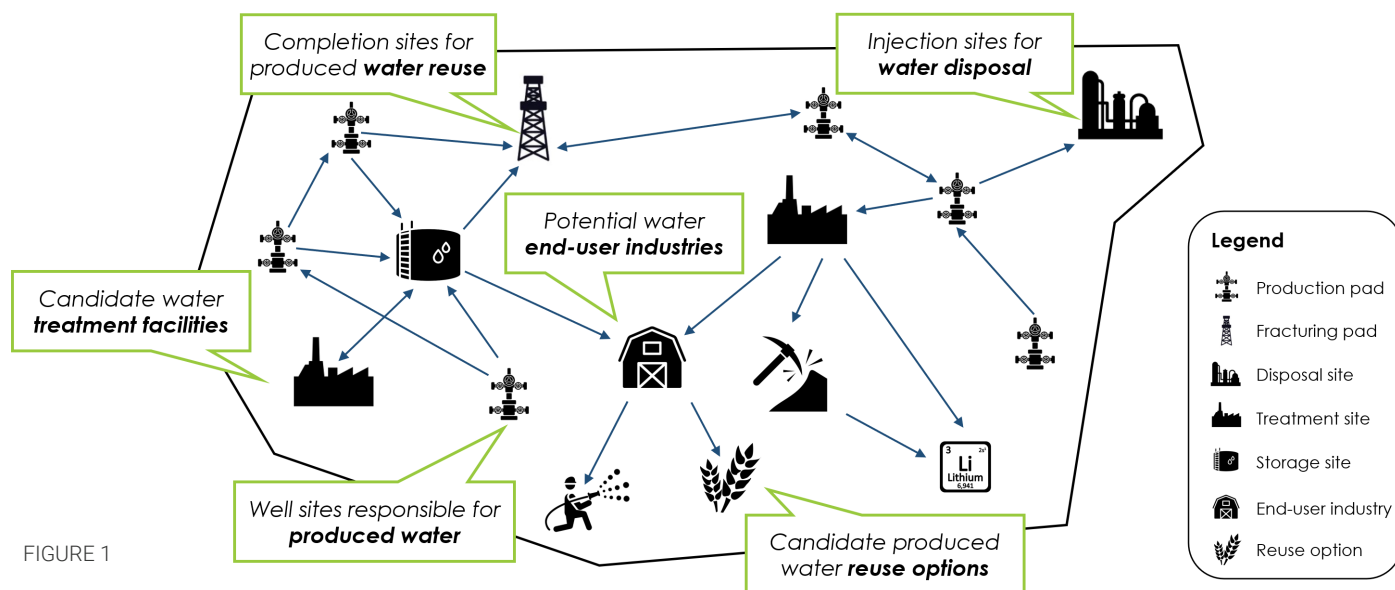 Completion sites for
produced water reuse
Injection sites for
water disposal
Potential water
end-user industries
Candidate water
treatment facilities
Well sites responsible for
produced water
Candidate produced
water reuse options
3 2s¹
Li
Lithium
6,941
Legend
Production pad
Fracturing pad
Disposal site
Treatment site
Storage site
End-user industry
Reuse option
FIGURE 1